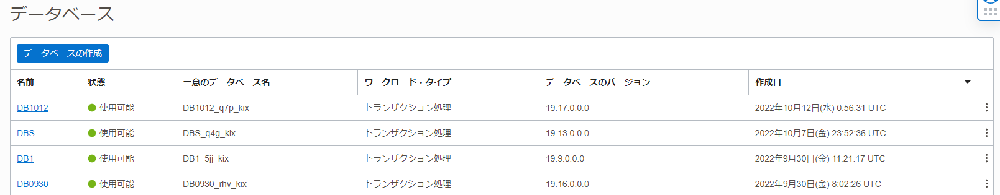 データベース
データベースの作成
名前 状態 一意のデータベース名 ワークロード・タイプ データベースのバージョン 作成日
DB1012 使用可能 DB1012_q7p_kix トランザクション処理 19.17.0.0.0 2022年10月12日(水) 0:56:31 UTC
DBS 使用可能 DBS_q4g_kix トランザクション処理 19.13.0.0.0 2022年10月7日(金) 23:52:36 UTC
DB1 使用可能 DB1_5jj_kix トランザクション処理 19.9.0.0.0 2022年9月30日(金) 11:21:17 UTC
DB0930 使用可能 DB0930_rhv_kix トランザクション処理 19.16.0.0.0 2022年9月30日(金) 8:02:26 UTC